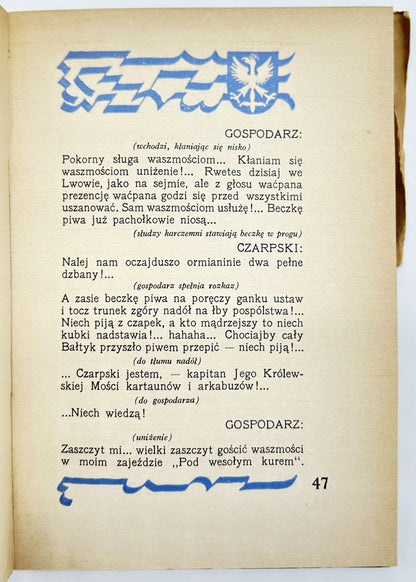 GOSPODARZ:
(wchodzi, kłaniając się nisko)
Pokorny sługa waszmościom... Kłaniam się
waszmościom uniżenie!... Rwetes dzisiaj we
Lwowie, jako na sejmie, ale z głosu waćpana
prezencję waćpana godzi się przed wszystkimi
uszanować. Sam waszmościom usłużę!... Beczkę
piwa już pachołkowie niosą...
(słudzy karczemni stawiają beczkę w progu)
CZARPSKI:
Nalej nam oczajduszo ormianinie dwa pełne
dzbany!...
(gospodarz spełnia rozkaz)
A zasie beczkę piwa na poręczy ganku ustaw
i tocz trunek zgóry nadół na łby pospólstwa!...
Niech piją z czapek, a kto mądrzejszy to niech
kubki nadstawia!... hahaha... Chociajby cały
Bałtyk przyszło piwem przepić — niech piją!...
(do tłumu nadół)
... Czarpski jestem, — kapitan Jego Królew-
skiej Mości kartaunów i arkabuzów!...
(do gospodarza)
...Niech wiedzą!
GOSPODARZ:
(uniżenie)
Zaszczyt mi... wielki zaszczyt gościć waszmości
w moim zajeździe „Pod wesołym kurem“.
47